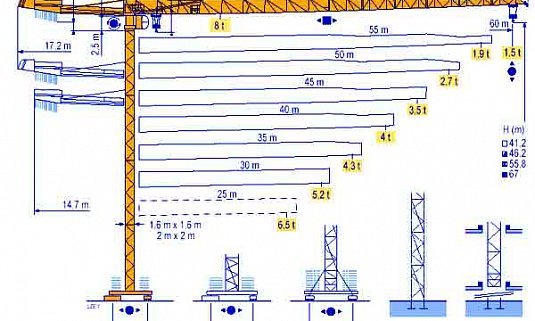 8 t
60 m
2,5 m
55 m
17.2 m
1,9 t
1,5 t
50 m
2.7 t
45 m
3.5 t
40 m
4 t
H (m)
41.2
46.2
55.8
67
35 m
4.3 t
30 m
5.2 t
25 m
14.7 m
6.5 t
1,6 m x 1.6 m
2 m x 2 m